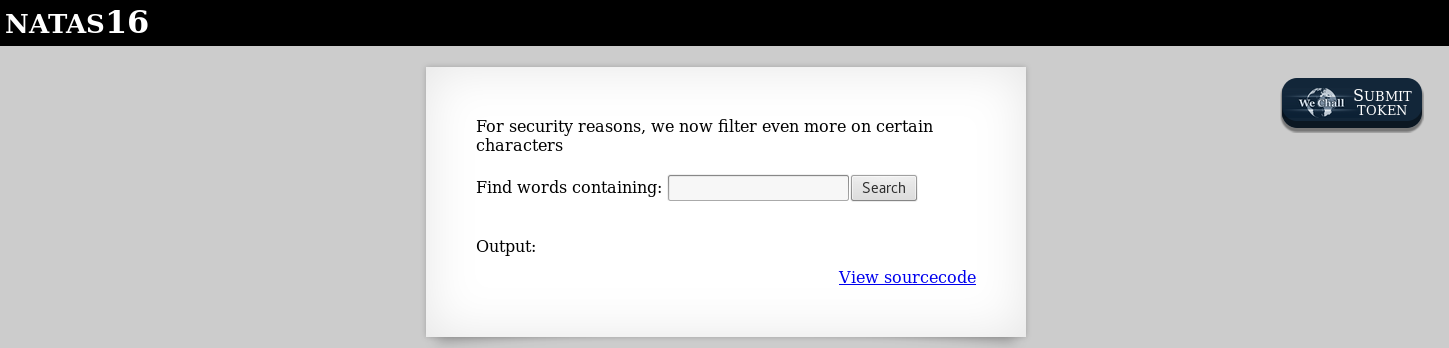 NATAS16
We Chall
SUBMIT
TOKEN
For security reasons, we now filter even more on certain
characters
Find words containing: Search
Output:
View sourcecode